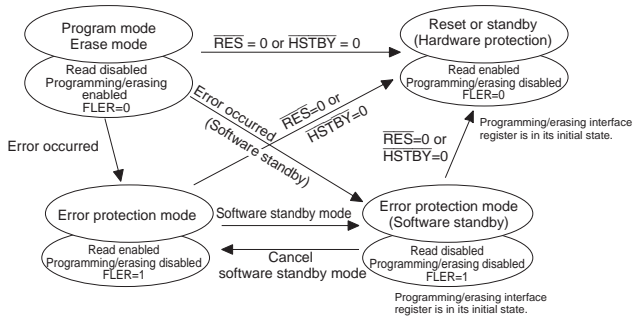 Program mode
Erase mode
Read disabled
Programming/erasing
enabled
FLER=0
RES = 0 or HSTBY = 0
Reset or standby
(Hardware protection)
Read enabled
Programming/erasing disabled
FLER=0
Programming/erasing interface
register is in its initial state.
Error occurred
Error occurred
(Software standby)
RES=0 or
HSTBY=0
RES=0 or
HSTBY=0
Error protection mode
Read enabled
Programming/erasing disabled
FLER=1
Software standby mode
Cancel
software standby mode
Error protection mode
(Software standby)
Read disabled
Programming/erasing disabled
FLER=1
Programming/erasing interface
register is in its initial state.